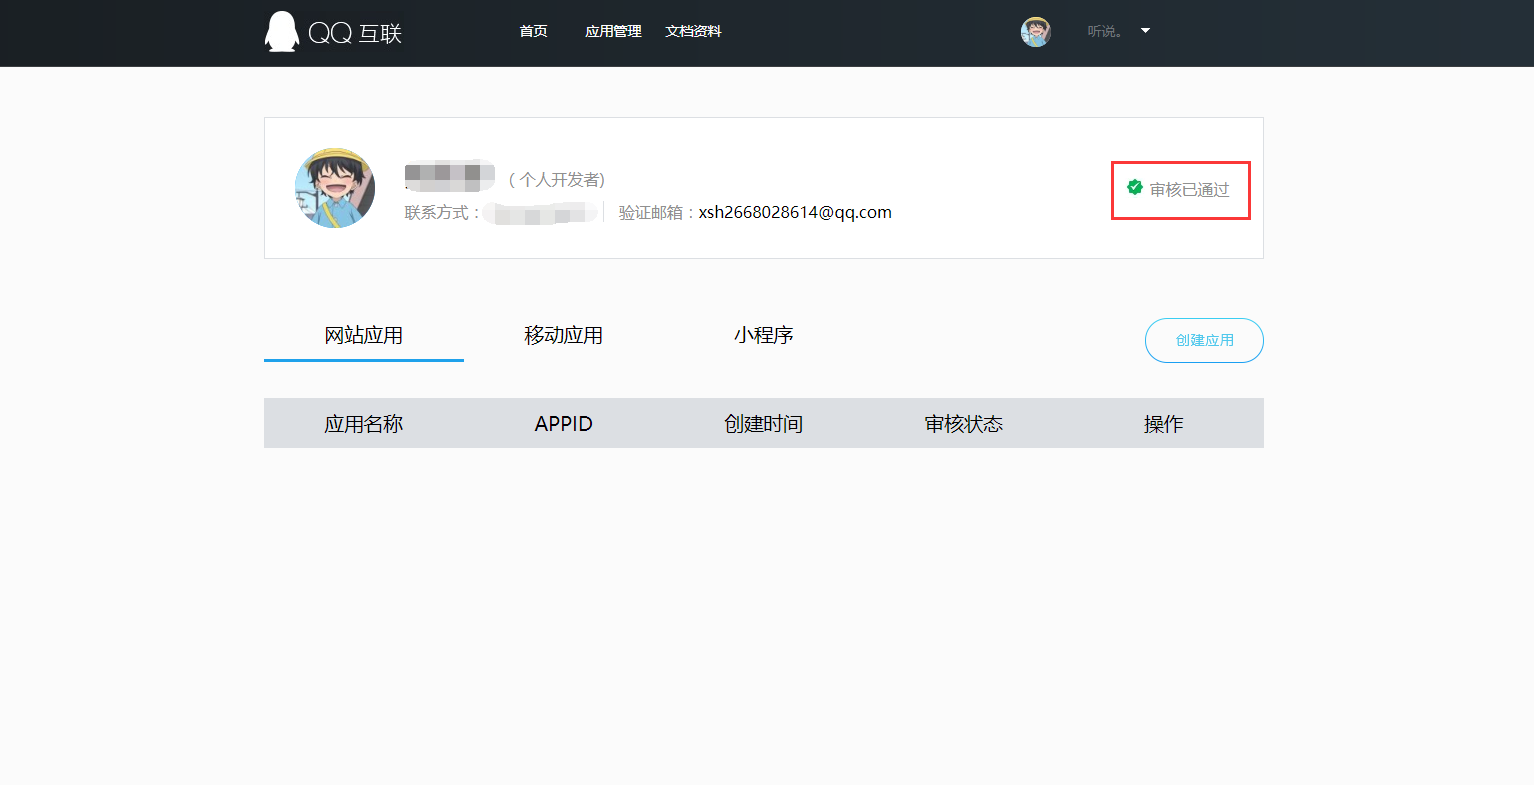 QQ 互联
首页 应用管理 文档资料 听说。
( 个人开发者)
联系方式： 验证邮箱：xsh2668028614@qq.com
审核已通过
网站应用 移动应用 小程序 创建应用
应用名称 APPID 创建时间 审核状态 操作